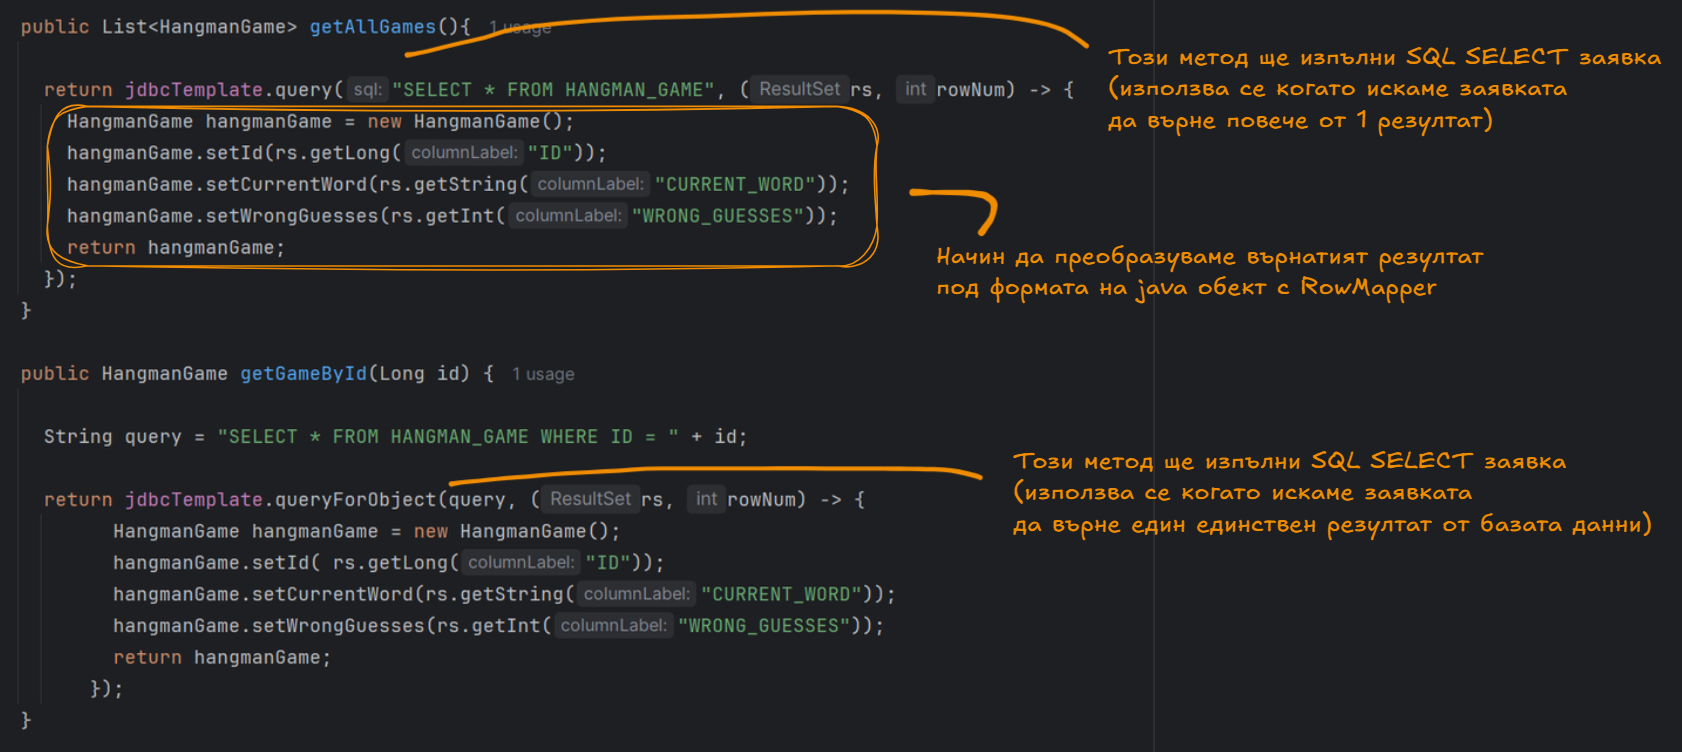 public List<HangmanGame> getAllGames(){ 1 usage
Този метод ще изпълни SQL SELECT заявка
(използва се когато искаме заявката
да върне повече от 1 резултат)
return jdbcTemplate.query( sql: "SELECT * FROM HANGMAN_GAME", ( ResultSet rs, int rowNum) -> {
HangmanGame hangmanGame = new HangmanGame();
hangmanGame.setId(rs.getLong( columnLabel: "ID"));
hangmanGame.setCurrentWord(rs.getString( columnLabel: "CURRENT_WORD"));
hangmanGame.setWrongGuesses(rs.getInt( columnLabel: "WRONG_GUESSES"));
return hangmanGame;
});
}
Начин да преобразуваме върнатият резултат
под формата на java обект с RowMapper
public HangmanGame getGameById(Long id) { 1 usage
String query = "SELECT * FROM HANGMAN_GAME WHERE ID = " + id;
Този метод ще изпълни SQL SELECT заявка
(използва се когато искаме заявката
да върне един единствен резултат от базата данни)
return jdbcTemplate.queryForObject(query, ( ResultSet rs, int rowNum) -> {
HangmanGame hangmanGame = new HangmanGame();
hangmanGame.setId( rs.getLong( columnLabel: "ID"));
hangmanGame.setCurrentWord(rs.getString( columnLabel: "CURRENT_WORD"));
hangmanGame.setWrongGuesses(rs.getInt( columnLabel: "WRONG_GUESSES"));
return hangmanGame;
});
}